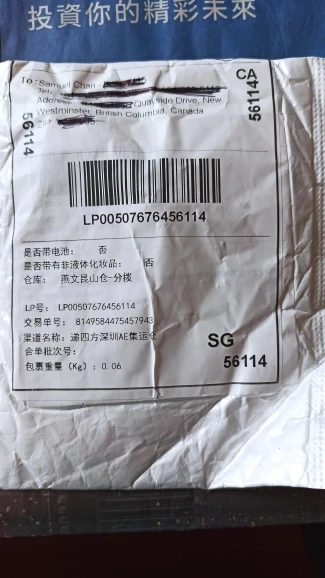 投資你的精彩未來
To: Samuel Chan
CA
56114
Tel:
Address: Quayside Drive, New
Westminster, British Columbia, Canada
56114
LP00507676456114
是否带电池: 否
是否带有非液体化妆品: 否
仓库: 燕文昆山仓-分拨
LP号: LP00507676456114
交易单号: 8149584475457943
渠道名称: 递四方深圳AE集运仓
合单批次号:
包裹重量 (Kg): 0.06
SG
56114